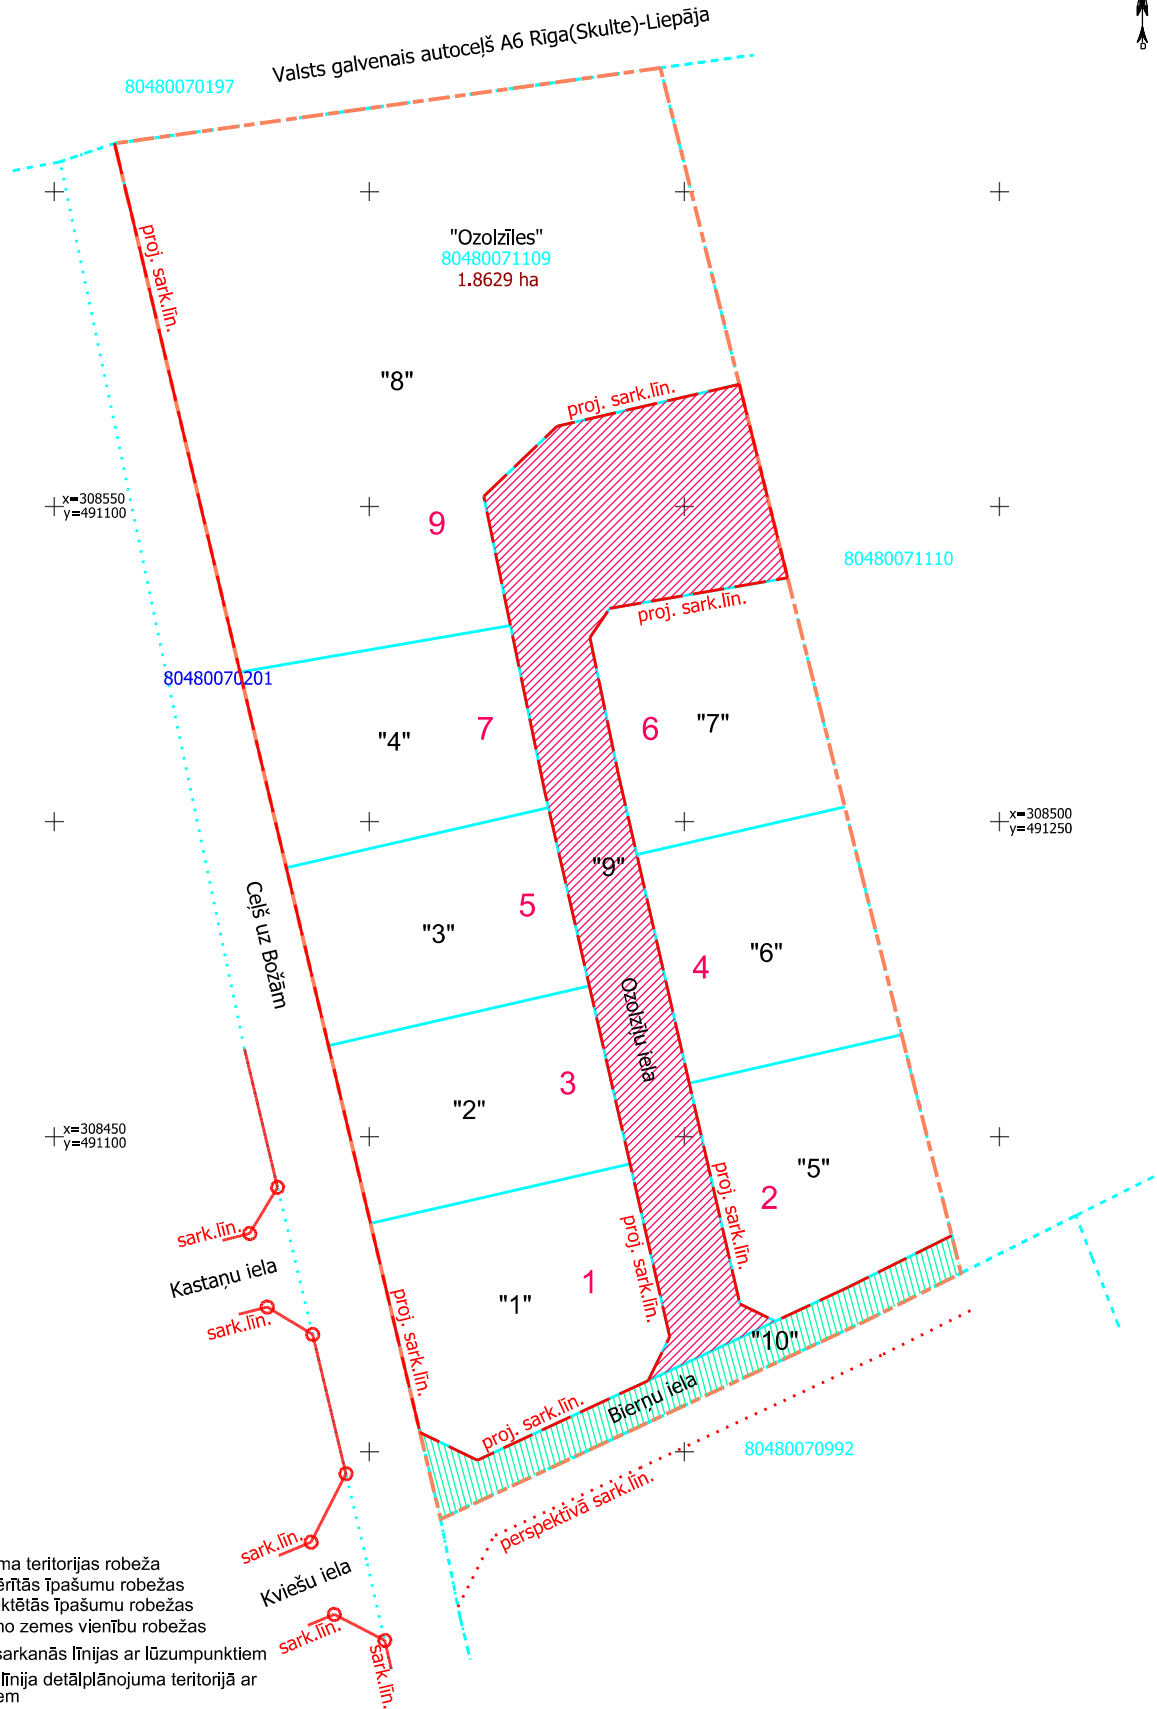 Valsts galvenais autoceļš A6 Rīga(Skulte)-Liepāja
80480070197
"Ozolzīles"
80480071109
1.8629 ha
proj. sark.līn.
"8"
proj. sark.līn.
x=308550
y=491100
9
80480071110
proj. sark.līn.
80480070201
"4"
7
6
"7"
x=308500
y=491250
"9"
Ceļš uz Božām
5
"3"
4
"6"
Ozolzīļu iela
3
"2"
x=308450
y=491100
"5"
2
proj. sark.līn.
sark.līn.
proj. sark.līn.
Kastaņu iela
1
"1"
proj. sark.līn.
sark.līn.
"10"
Bierņu iela
proj. sark.līn.
80480070992
perspektīvā sark.līn.
sark.līn.
Kviešu iela
sark.līn.
sark.līn.
ma teritorijas robeža
ērītās īpašumu robežas
ktētās īpašumu robežas
no zemes vienību robežas
sarkanās līnijas ar lūzumpunktiem
līnija detālplānojuma teritorijā ar
em